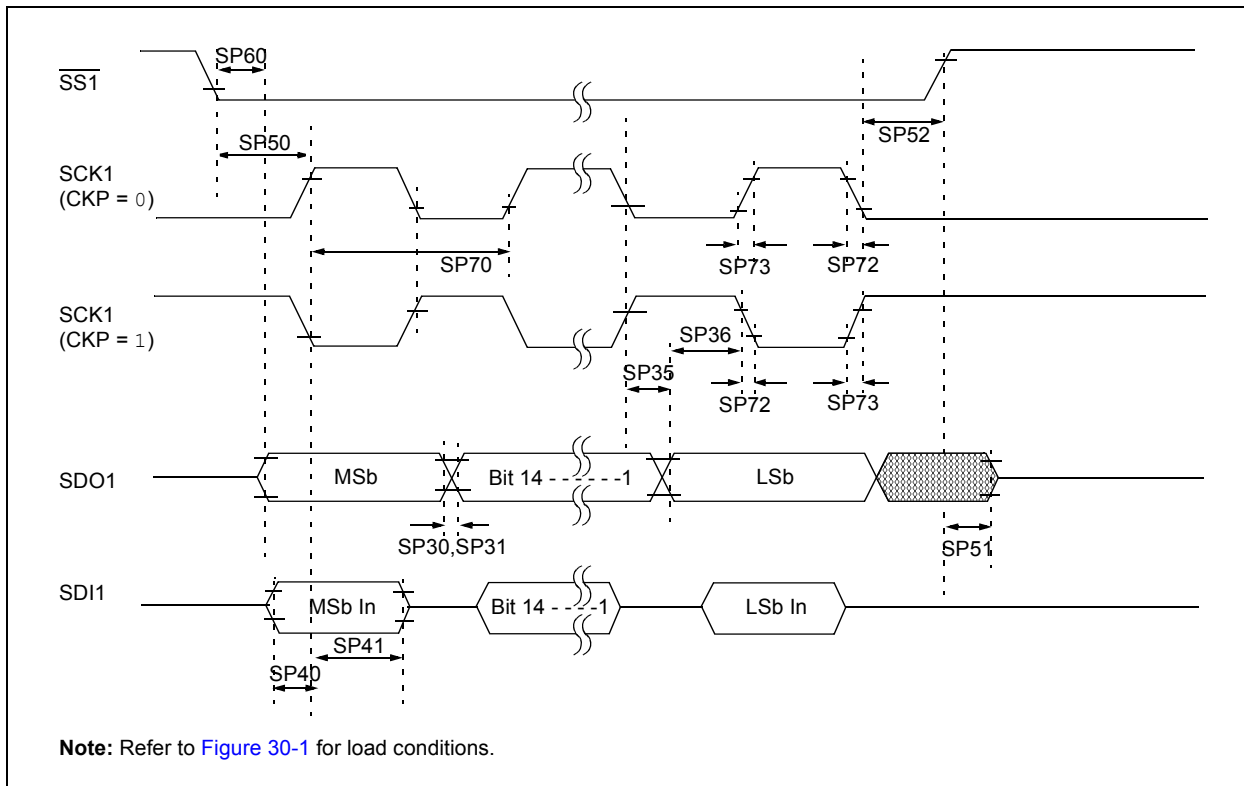 SP60
SS1
SP50
SP52
SCK1
(CKP = 0)
SP70
SP73
SP72
SCK1
(CKP = 1)
SP36
SP35
SP72
SP73
SDO1
MSb
Bit 14 - - - - - -1
LSb
SP30,SP31
SP51
SDI1
MSb In
Bit 14 - - - -1
LSb In
SP41
SP40
Note: Refer to Figure 30-1 for load conditions.